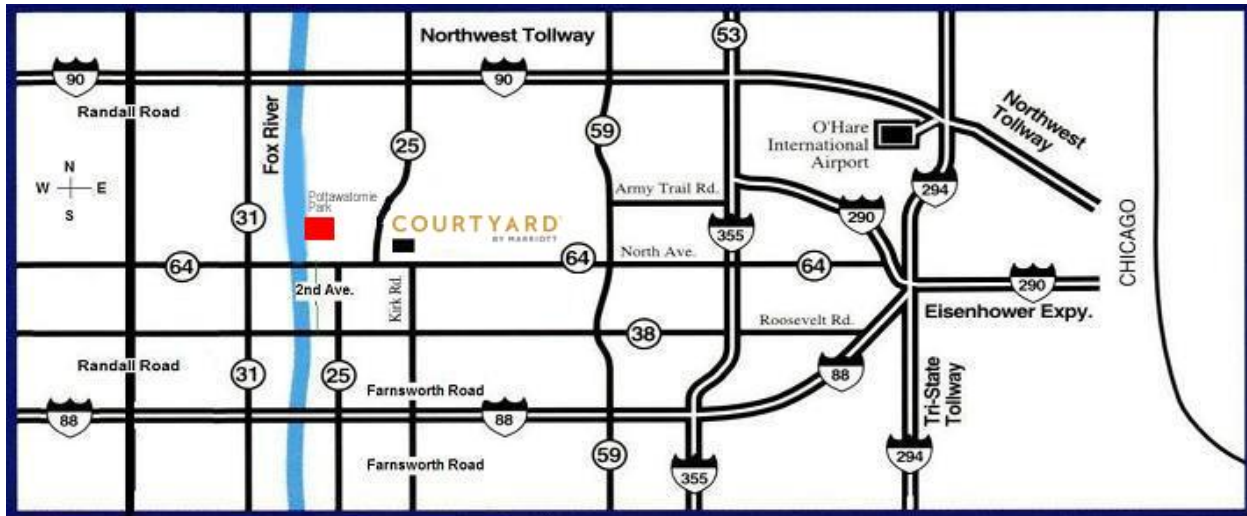 53
Northwest Tollway
90
90
Randall Road
Fox River
59
25
O'Hare
International
Airport
Northwest
Tollway
N
W E
S
Pottawatomie
Park
Army Trail Rd.
294
31
290
COURTYARD
BY MARRIOTT
355
64
64
North Ave.
64
CHICAGO
2nd Ave.
Kirk Rd.
290
Eisenhower Expy.
38
Roosevelt Rd.
Randall Road
31
25
Farnsworth Road
88
Tri-State
Tollway
88
88
59
Farnsworth Road
355
294